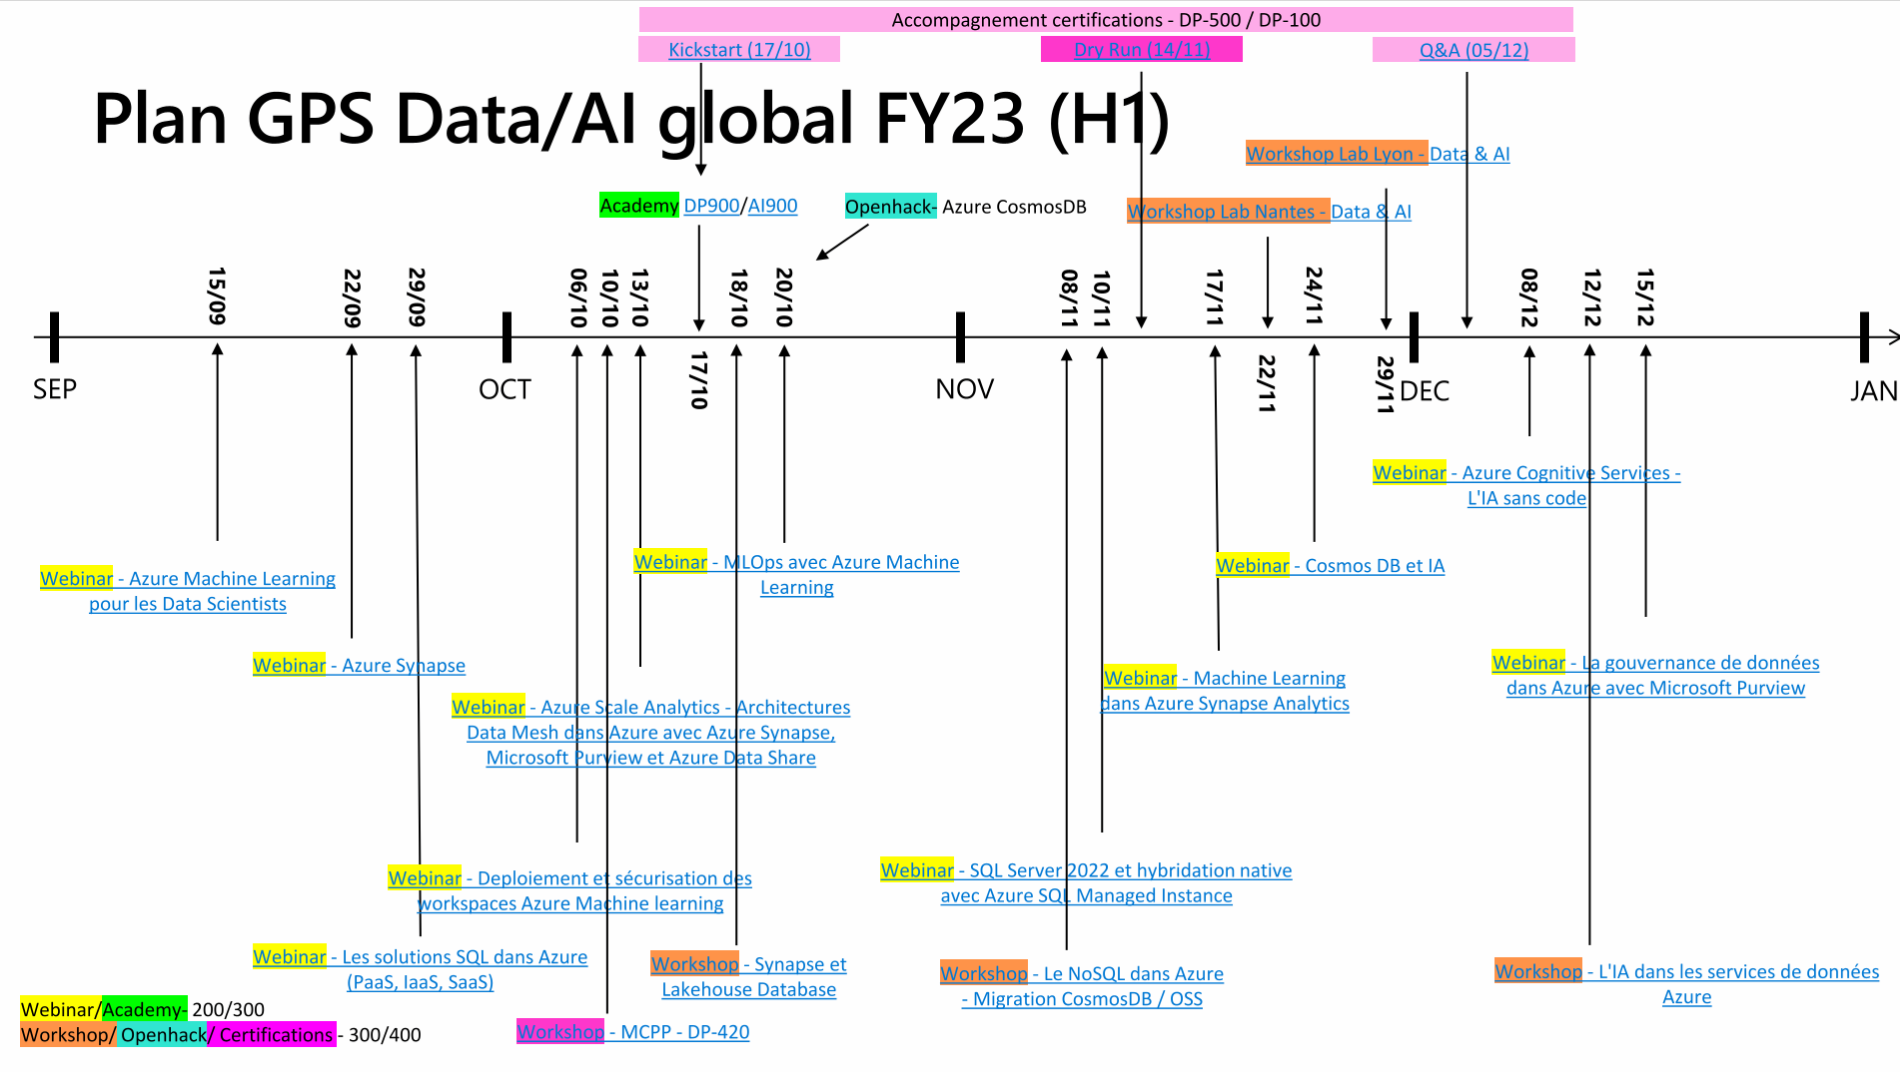 Accompagnement certifications - DP-500 / DP-100
Kickstart (17/10)
Dry Run (14/11)
Q&A (05/12)
Plan GPS Data/AI global FY23 (H1)
Workshop Lab Lyon - Data & AI
Academy DP900/AI900
Openhack- Azure CosmosDB
Workshop Lab Nantes - Data & AI
15/09
22/09
29/09
06/10
10/10
13/10
18/10
20/10
08/11
10/11
17/11
24/11
08/12
12/12
15/12
17/10
22/11
29/11
SEP
OCT
NOV
DEC
JAN
Webinar - Azure Cognitive Services -
L'IA sans code
Webinar - MLOps avec Azure Machine
Learning
Webinar - Cosmos DB et IA
Webinar - Azure Machine Learning
pour les Data Scientists
Webinar - Azure Synapse
Webinar - La gouvernance de données
dans Azure avec Microsoft Purview
Webinar - Machine Learning
dans Azure Synapse Analytics
Webinar - Azure Scale Analytics - Architectures
Data Mesh dans Azure avec Azure Synapse,
Microsoft Purview et Azure Data Share
Webinar - Deploiement et sécurisation des
workspaces Azure Machine learning
Webinar - SQL Server 2022 et hybridation native
avec Azure SQL Managed Instance
Webinar - Les solutions SQL dans Azure
(PaaS, IaaS, SaaS)
Workshop - Synapse et
Lakehouse Database
Workshop - Le NoSQL dans Azure
- Migration CosmosDB / OSS
Workshop - L'IA dans les services de données
Azure
Webinar/Academy- 200/300
Workshop/ Openhack/ Certifications - 300/400
Workshop - MCPP - DP-420